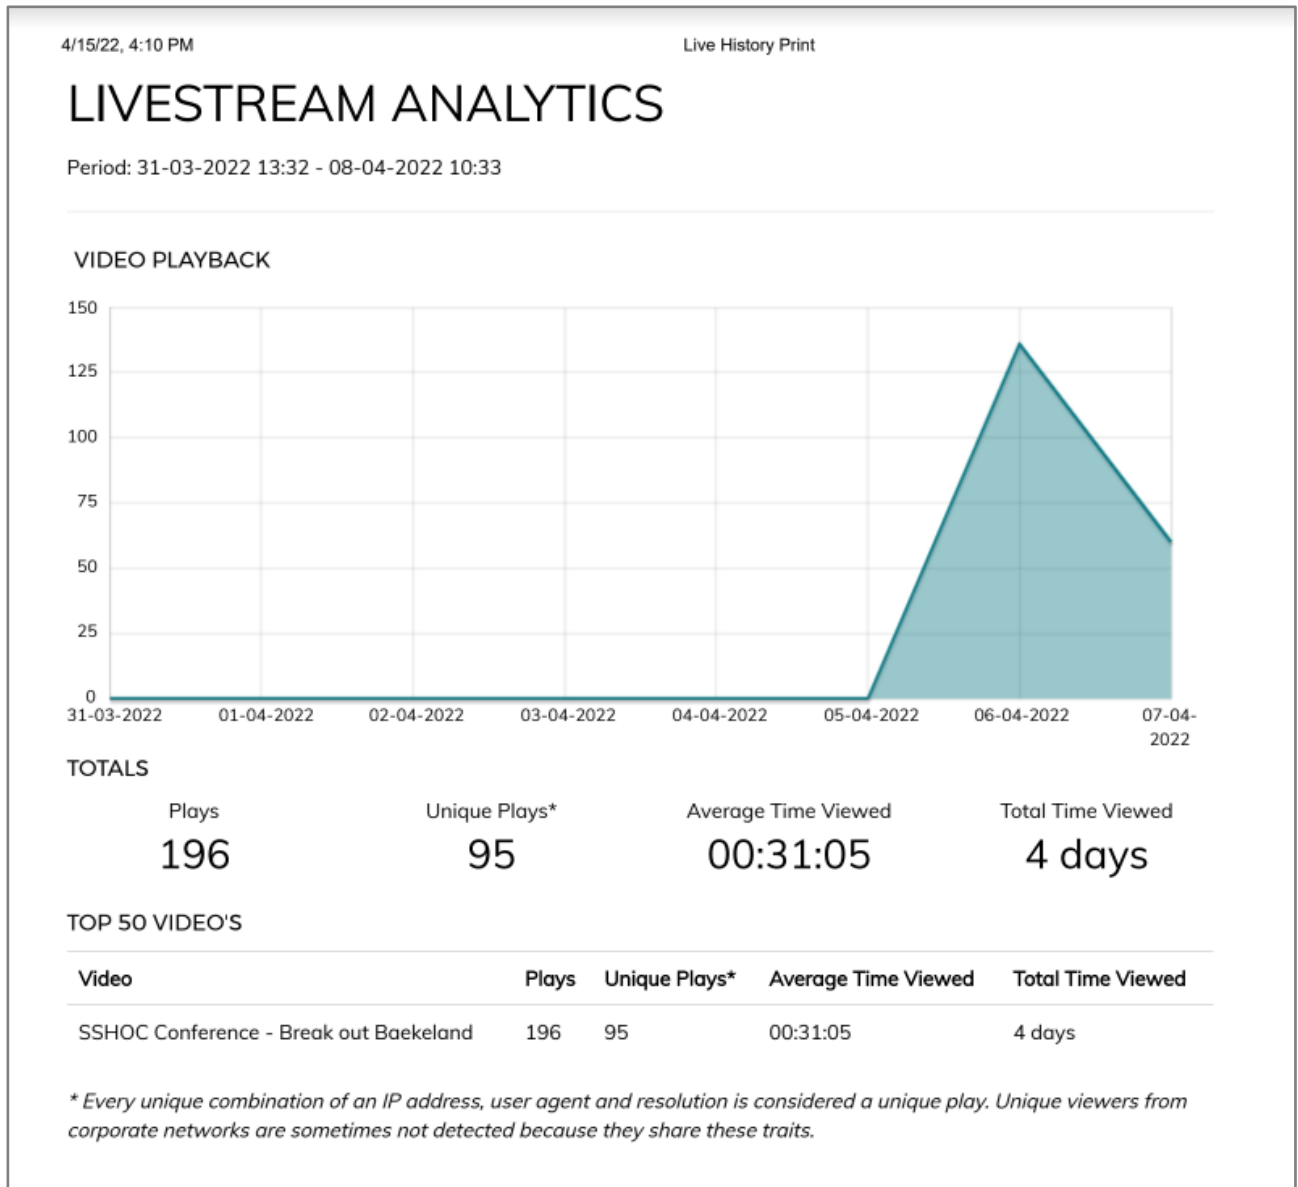 4/15/22, 4:10 PM Live History Print
LIVESTREAM ANALYTICS
Period: 31-03-2022 13:32 - 08-04-2022 10:33
VIDEO PLAYBACK
150
125
100
75
50
25
0
31-03-2022 01-04-2022 02-04-2022 03-04-2022 04-04-2022 05-04-2022 06-04-2022 07-04-
2022
TOTALS
Plays Unique Plays* Average Time Viewed Total Time Viewed
196 95 00:31:05 4 days
TOP 50 VIDEO'S
Video Plays Unique Plays* Average Time Viewed Total Time Viewed
SSHOC Conference - Break out Baekeland 196 95 00:31:05 4 days
* Every unique combination of an IP address, user agent and resolution is considered a unique play. Unique viewers from
corporate networks are sometimes not detected because they share these traits.